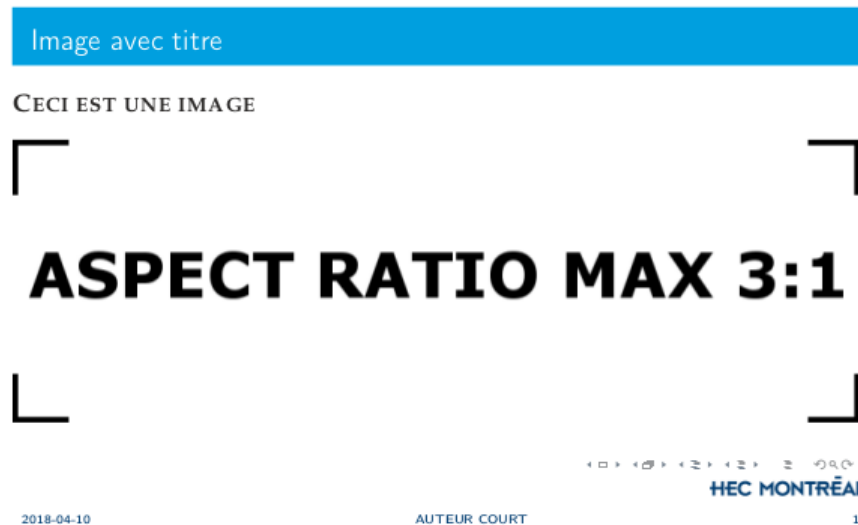 Image avec titre
CECI EST UNE IMAGE
ASPECT RATIO MAX 3:1
HEC MONTRÉAL
2018-04-10 AUTEUR COURT 1